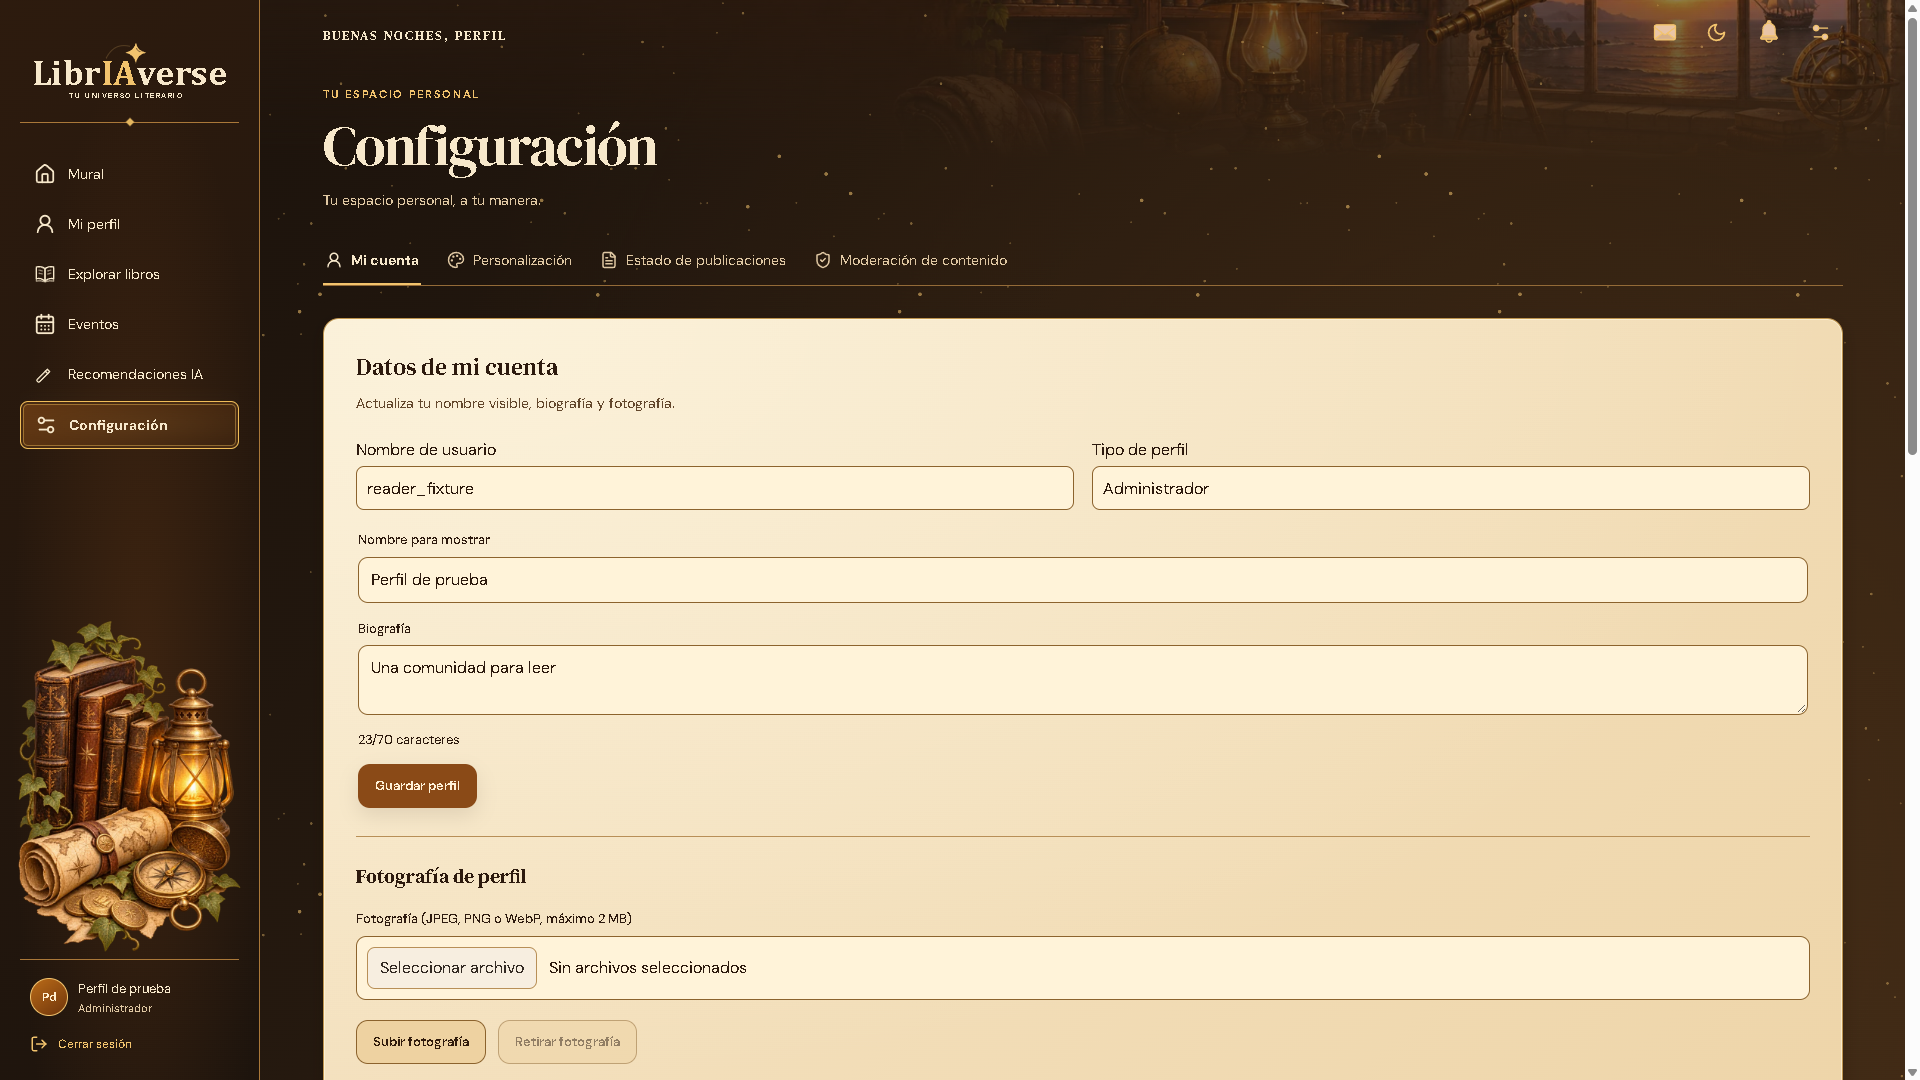 LibrIAverse
TU UNIVERSO LITERARIO
Mural
Mi perfil
Explorar libros
Eventos
Recomendaciones IA
Configuración
Pd
Perfil de prueba
Administrador
Cerrar sesión
BUENAS NOCHES, PERFIL
TU ESPACIO PERSONAL
Configuración
Tu espacio personal, a tu manera.
Mi cuenta
Personalización
Estado de publicaciones
Moderación de contenido
Datos de mi cuenta
Actualiza tu nombre visible, biografía y fotografía.
Nombre de usuario
reader_fixture
Tipo de perfil
Administrador
Nombre para mostrar
Perfil de prueba
Biografía
Una comunidad para leer
23/70 caracteres
Guardar perfil
Fotografía de perfil
Fotografía (JPEG, PNG o WebP, máximo 2 MB)
Seleccionar archivo
Sin archivos seleccionados
Subir fotografía
Retirar fotografía